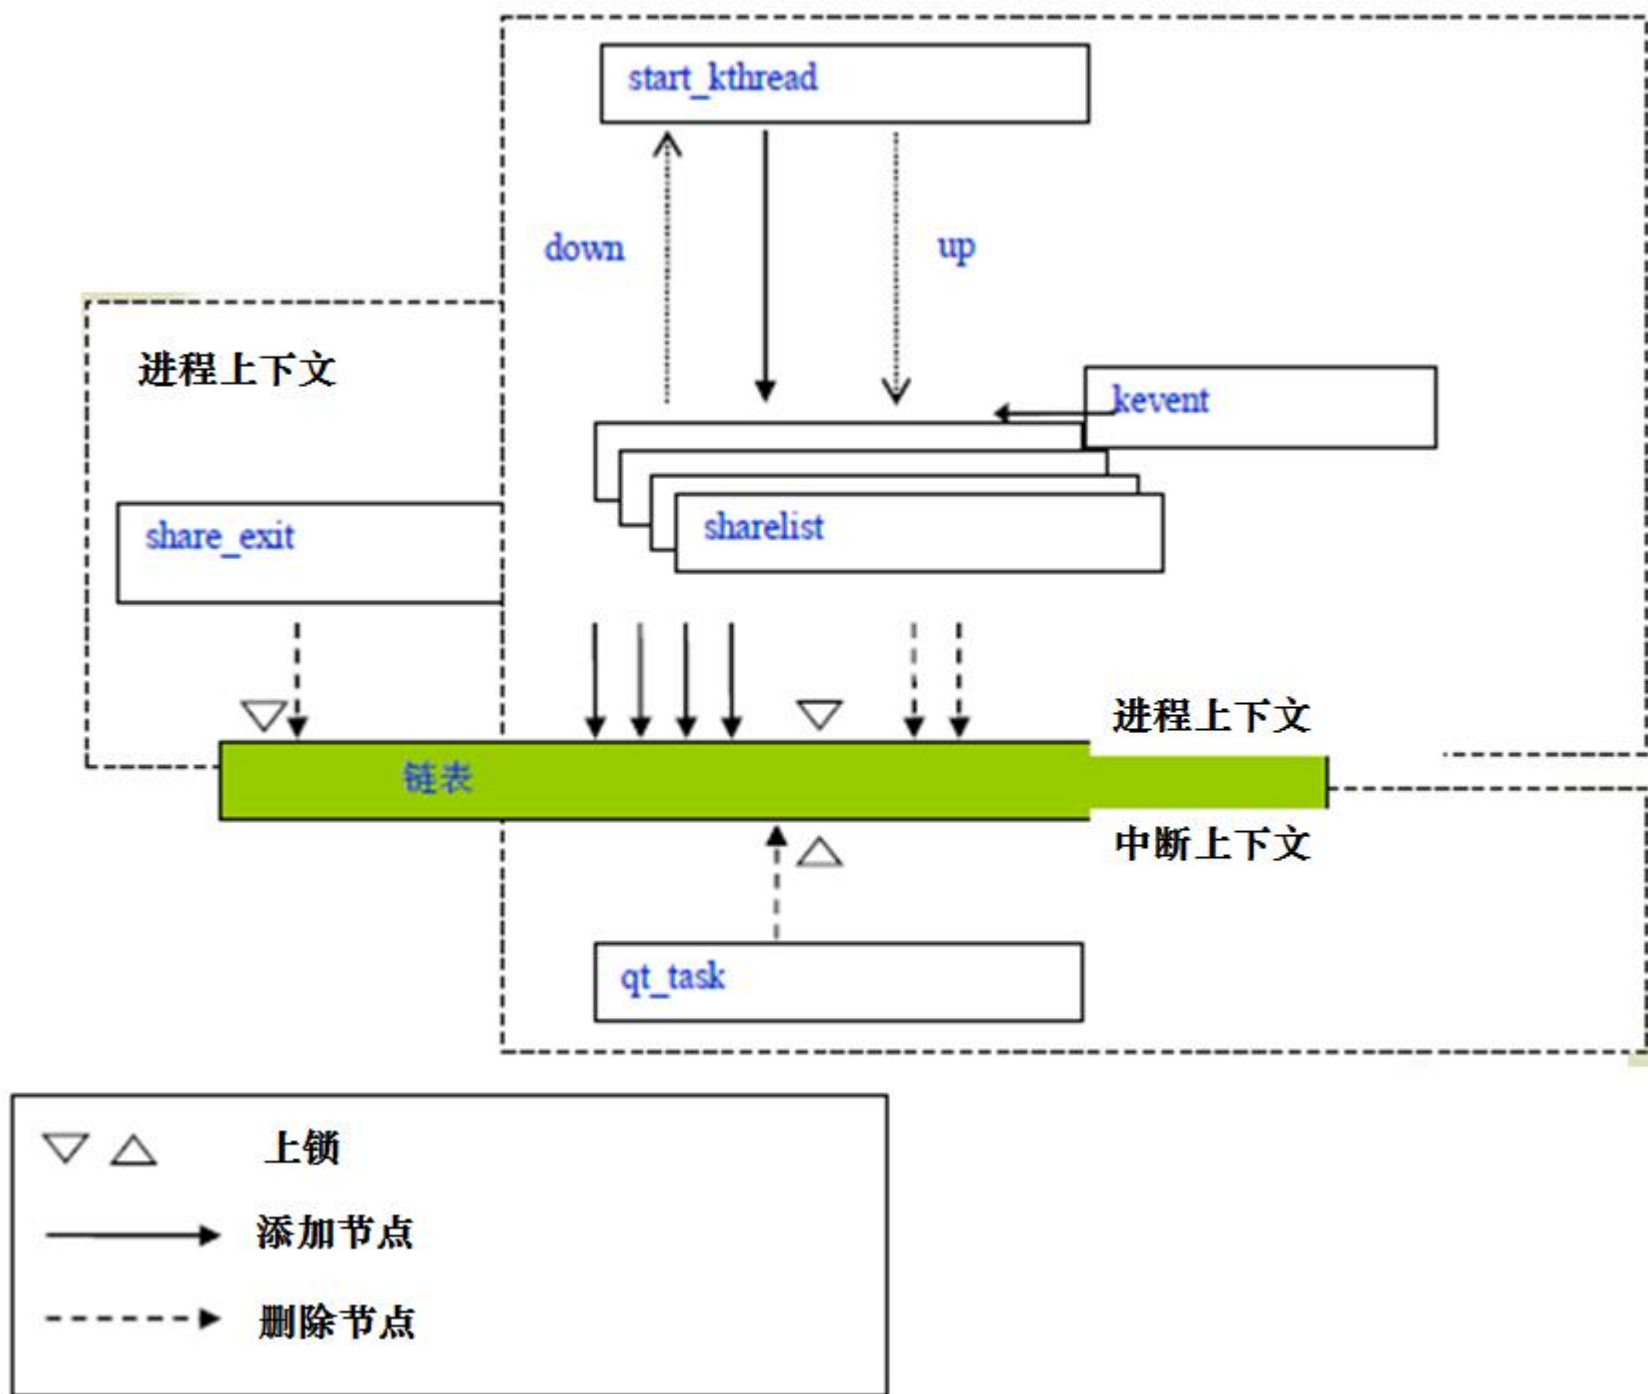 start_kthread
down
up
进程上下文
kevent
share_exit
sharelist
进程上下文
链表
中断上下文
qt_task
上锁
添加节点
删除节点